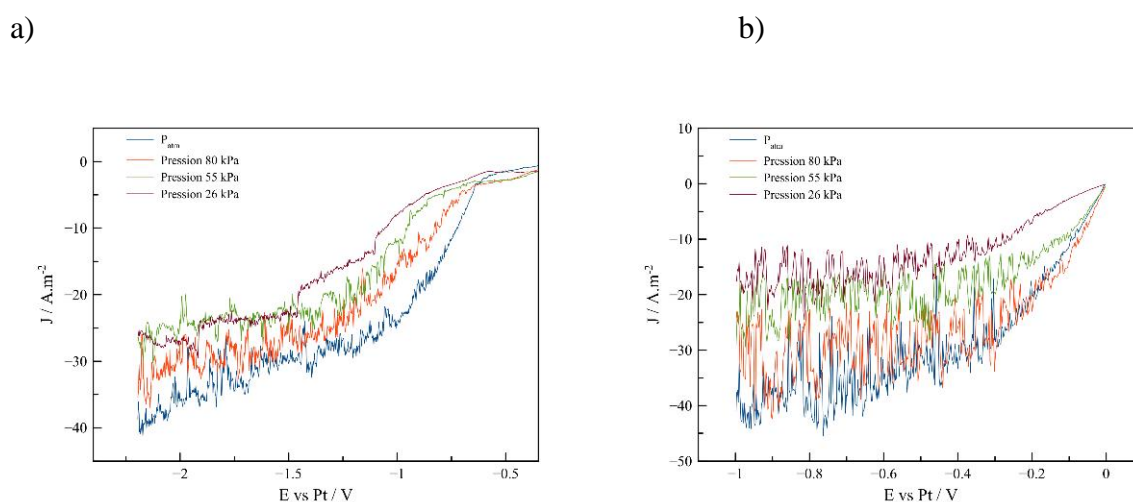 a)
b)
0
−10
−20
−30
−40
−2
−1.5
−1
−0.5
J / A.m⁻²
E vs Pt / V
P_atm
Pression 80 kPa
Pression 55 kPa
Pression 26 kPa
10
0
−10
−20
−30
−40
−50
−1
−0.8
−0.6
−0.4
−0.2
0
J / A.m⁻²
E vs Pt / V
P_atm
Pression 80 kPa
Pression 55 kPa
Pression 26 kPa